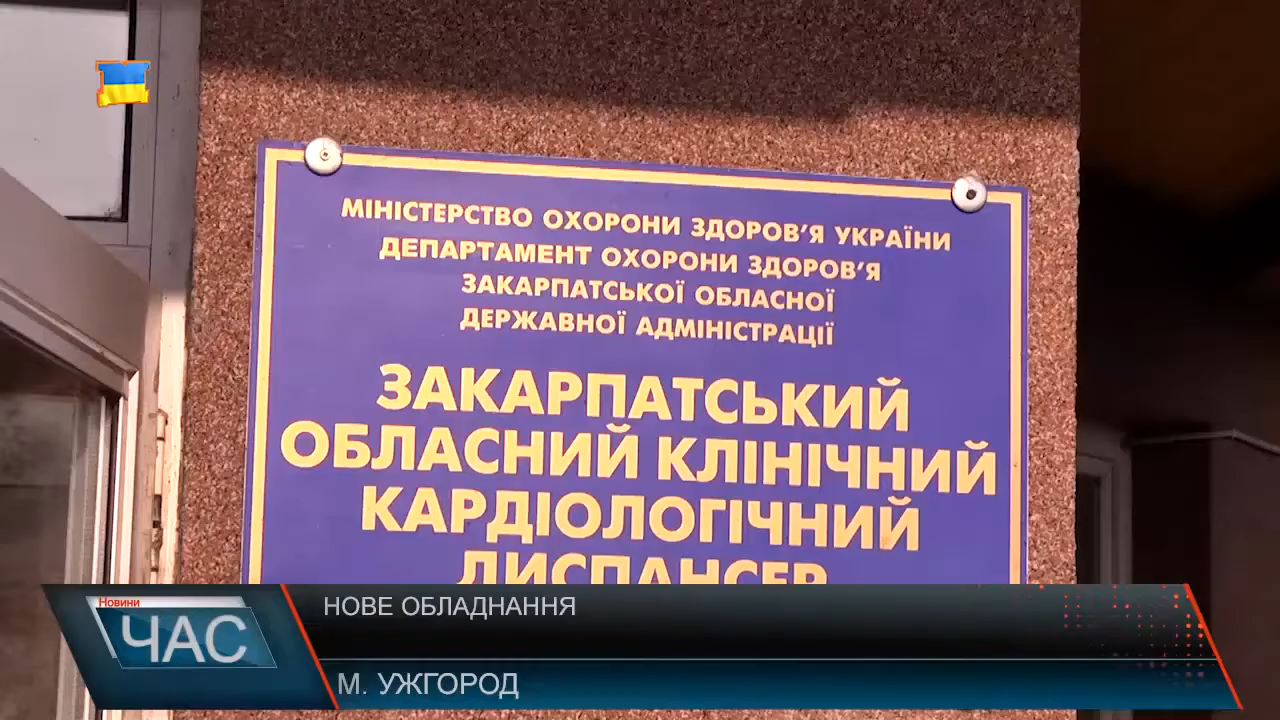 МІНІСТЕРСТВО ОХОРОНИ ЗДОРОВ'Я УКРАЇНИ
ДЕПАРТАМЕНТ ОХОРОНИ ЗДОРОВ'Я
ЗАКАРПАТСЬКОЇ ОБЛАСНОЇ
ДЕРЖАВНОЇ АДМІНІСТРАЦІЇ
ЗАКАРПАТСЬКИЙ
ОБЛАСНИЙ КЛІНІЧНИЙ
КАРДІОЛОГІЧНИЙ
ДИСПАНСЕР
Новини
ЧАС
НОВЕ ОБЛАДНАННЯ
М. УЖГОРОД